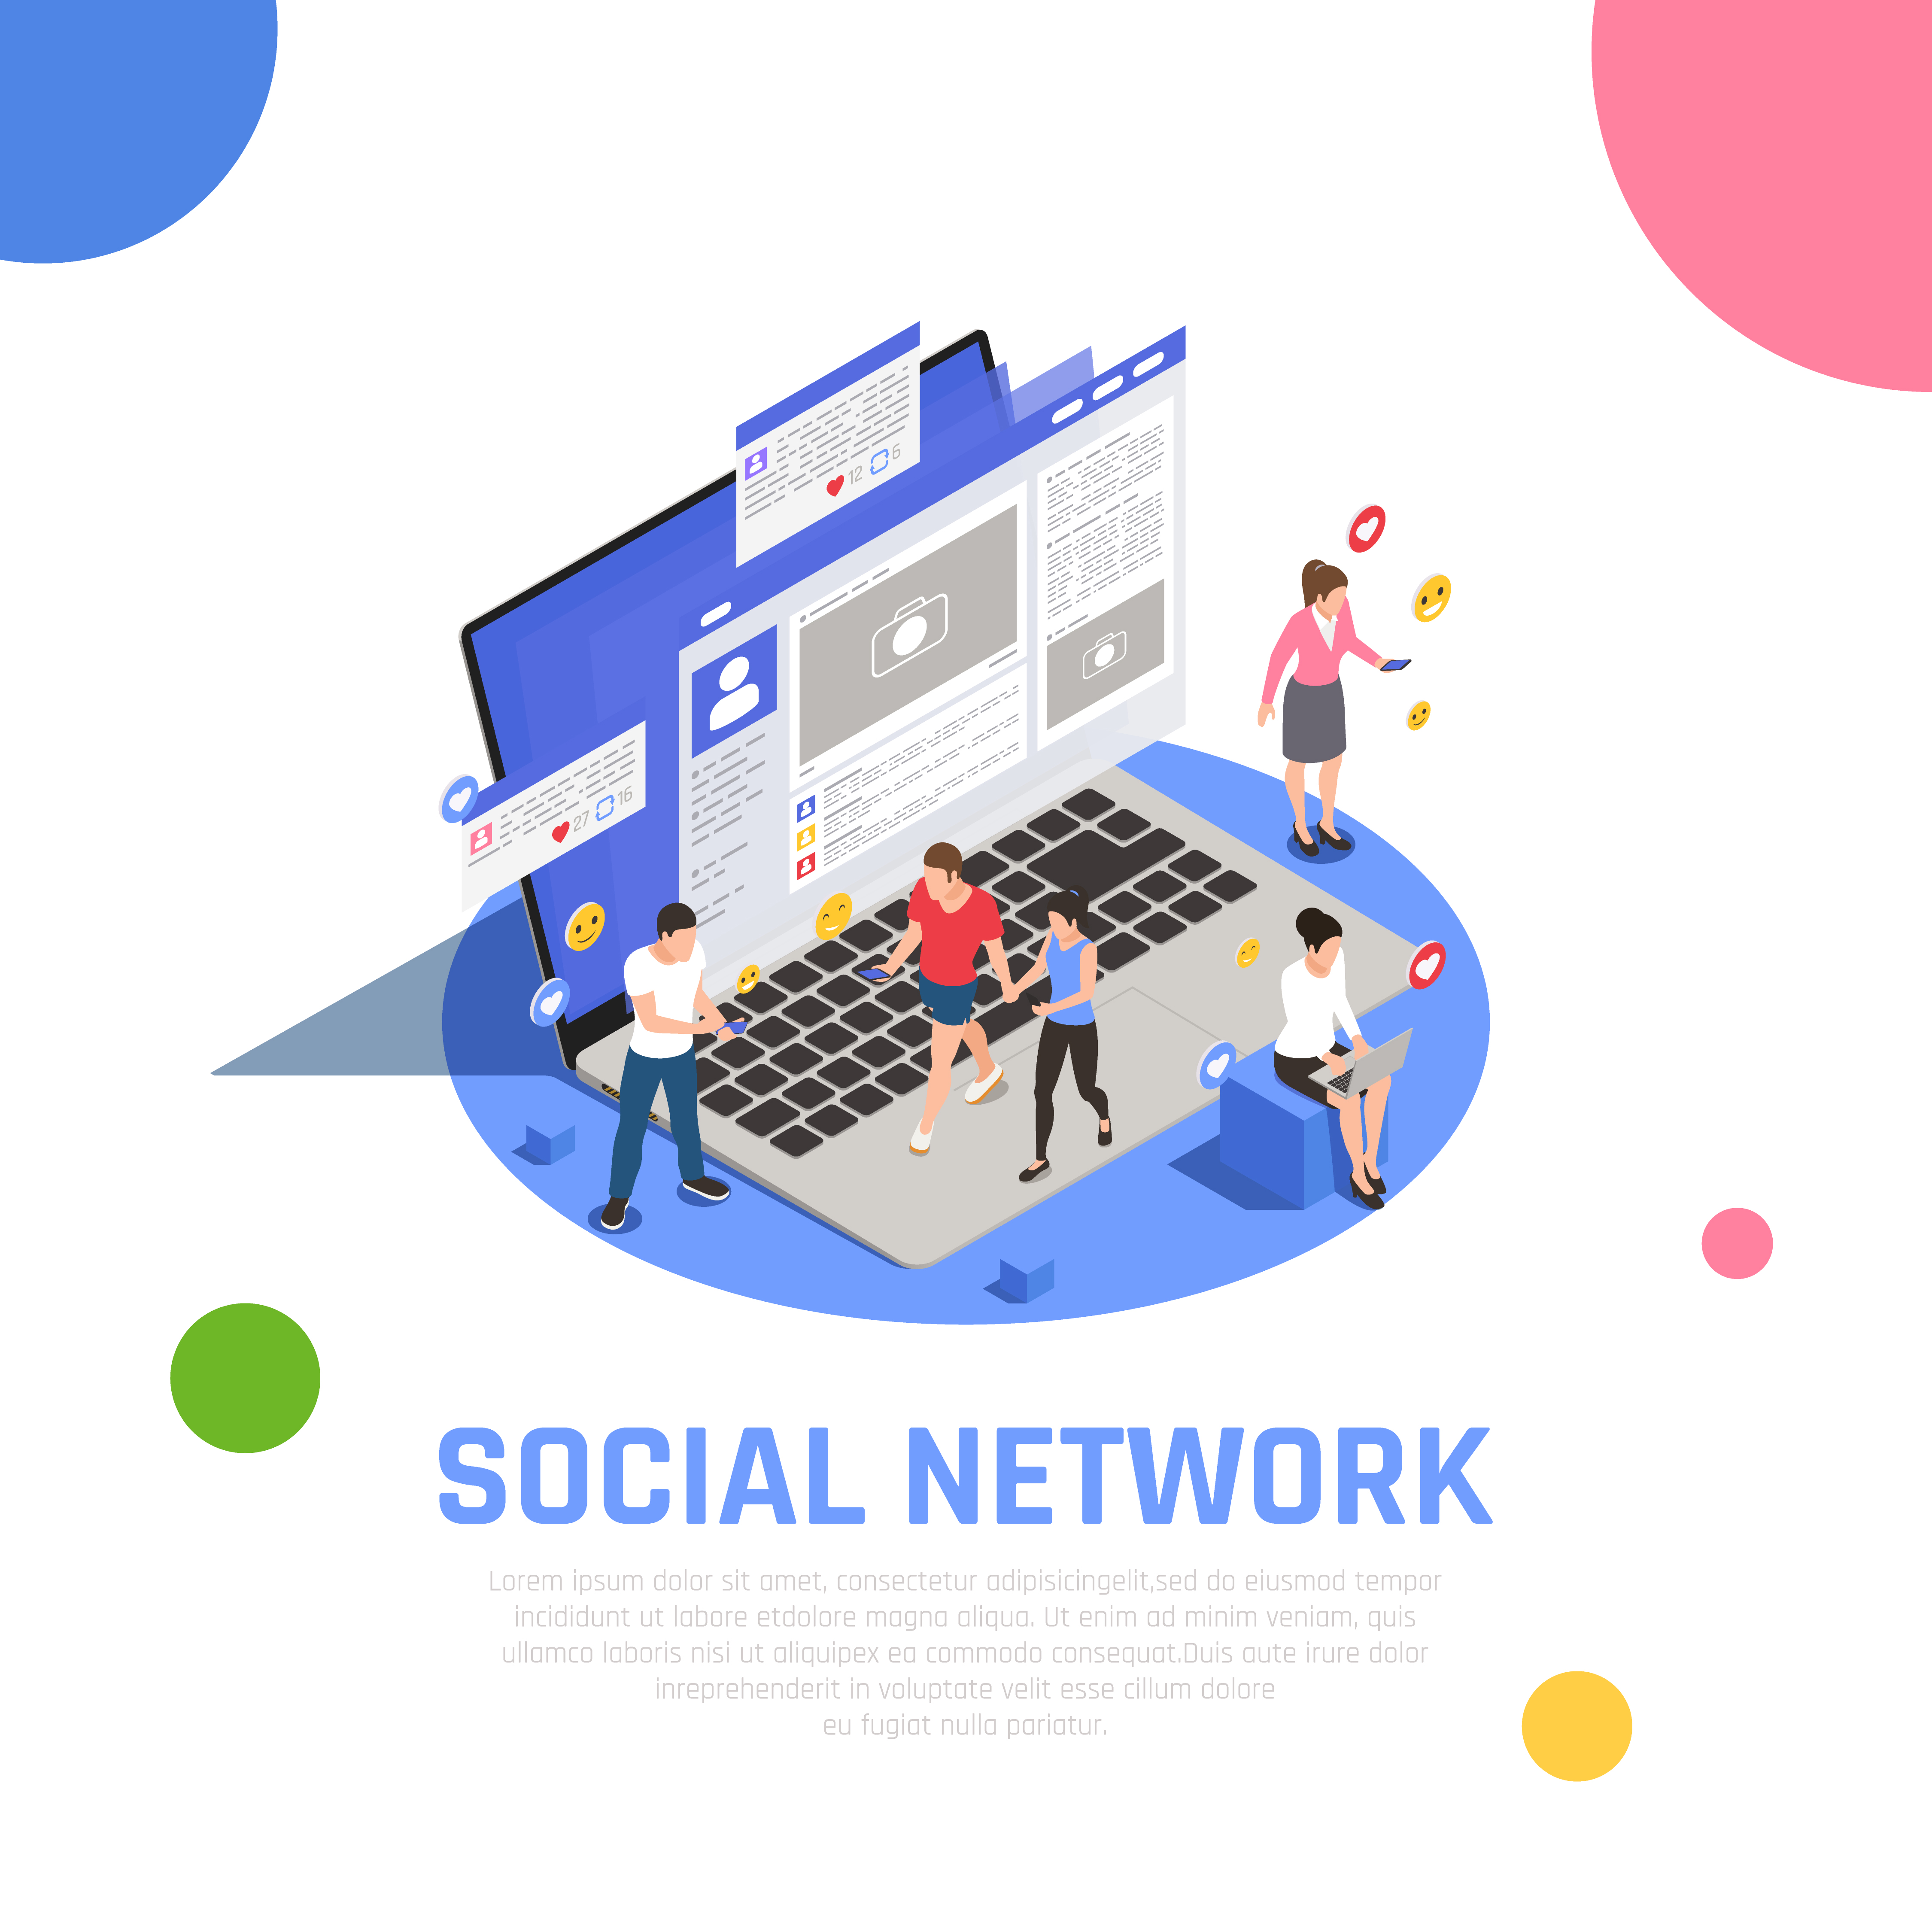 12 6
27 16
SOCIAL NETWORK
Lorem ipsum dolor sit amet, consectetur adipisicingelit,sed do eiusmod tempor
incididunt ut labore etdolore magna aliqua. Ut enim ad minim veniam, quis
ullamco laboris nisi ut aliquipex ea commodo consequat.Duis aute irure dolor
inreprehenderit in voluptate velit esse cillum dolore
eu fugiat nulla pariatur.